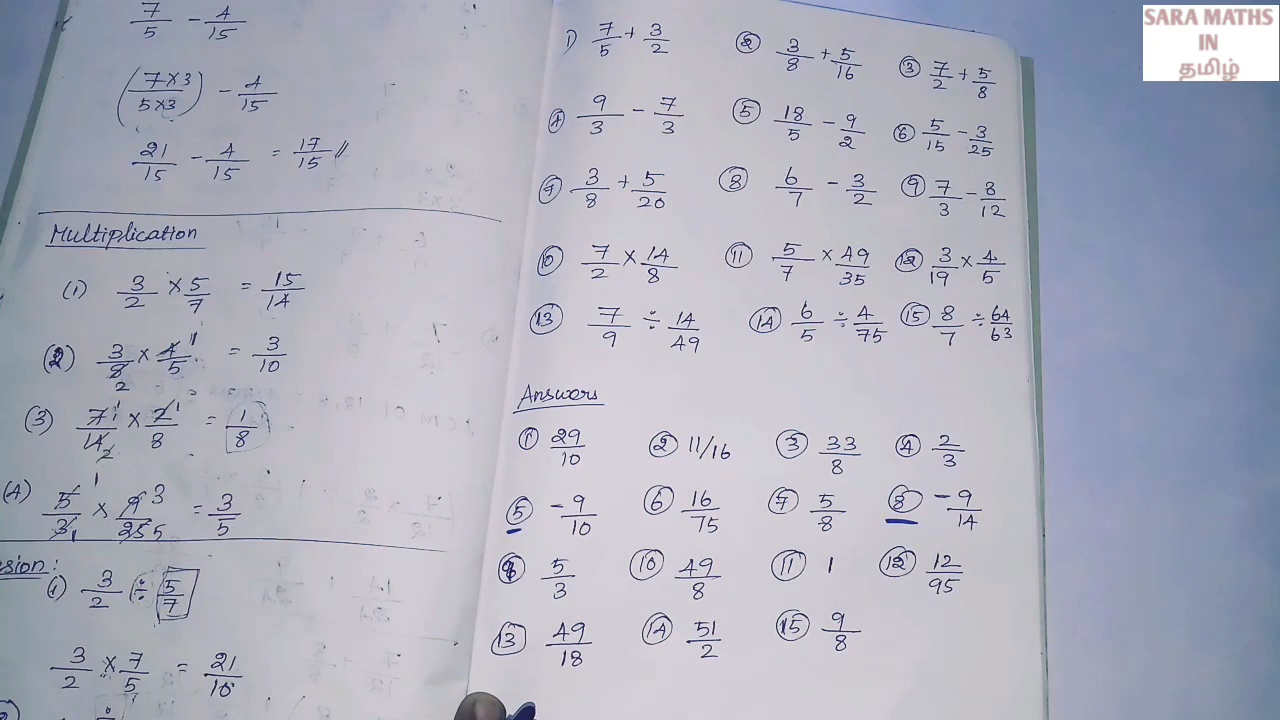 7/5 - 4/15
(7×3 / 5×3) - 4/15
21/15 - 4/15 = 17/15 //
Multiplication
(1) 3/2 × 5/7 = 15/14
(2) 3/8 2 × 4/5 1 = 3/10
(3) 7/14 1 2 × 7/8 1 = 1/8
(4) 5/3 1 1 × 9/25 3 5 = 3/5
sion:
(i) 3/2 ÷ 5/7
3/2 × 7/5 = 21/10
1) 7/5 + 3/2 ② 3/8 + 5/16 ③ 7/2 + 5/8
④ 9/3 - 7/3 ⑤ 18/5 - 9/2 ⑥ 5/15 - 3/25
⑦ 3/8 + 5/20 ⑧ 6/7 - 3/2 ⑨ 7/3 - 8/12
⑩ 7/2 × 14/8 ⑪ 5/7 × 49/35 ⑫ 3/19 × 4/5
⑬ 7/9 ÷ 14/49 ⑭ 6/5 ÷ 4/75 ⑮ 8/7 ÷ 64/63
Answers
① 29/10 ② 11/16 ③ 33/8 ④ 2/3
⑤ -9/10 ⑥ 16/75 ⑦ 5/8 ⑧ -9/14
⑨ 5/3 ⑩ 49/8 ⑪ 1 ⑫ 12/95
⑬ 49/18 ⑭ 51/2 ⑮ 9/8
SARA MATHS
IN
தமிழ்